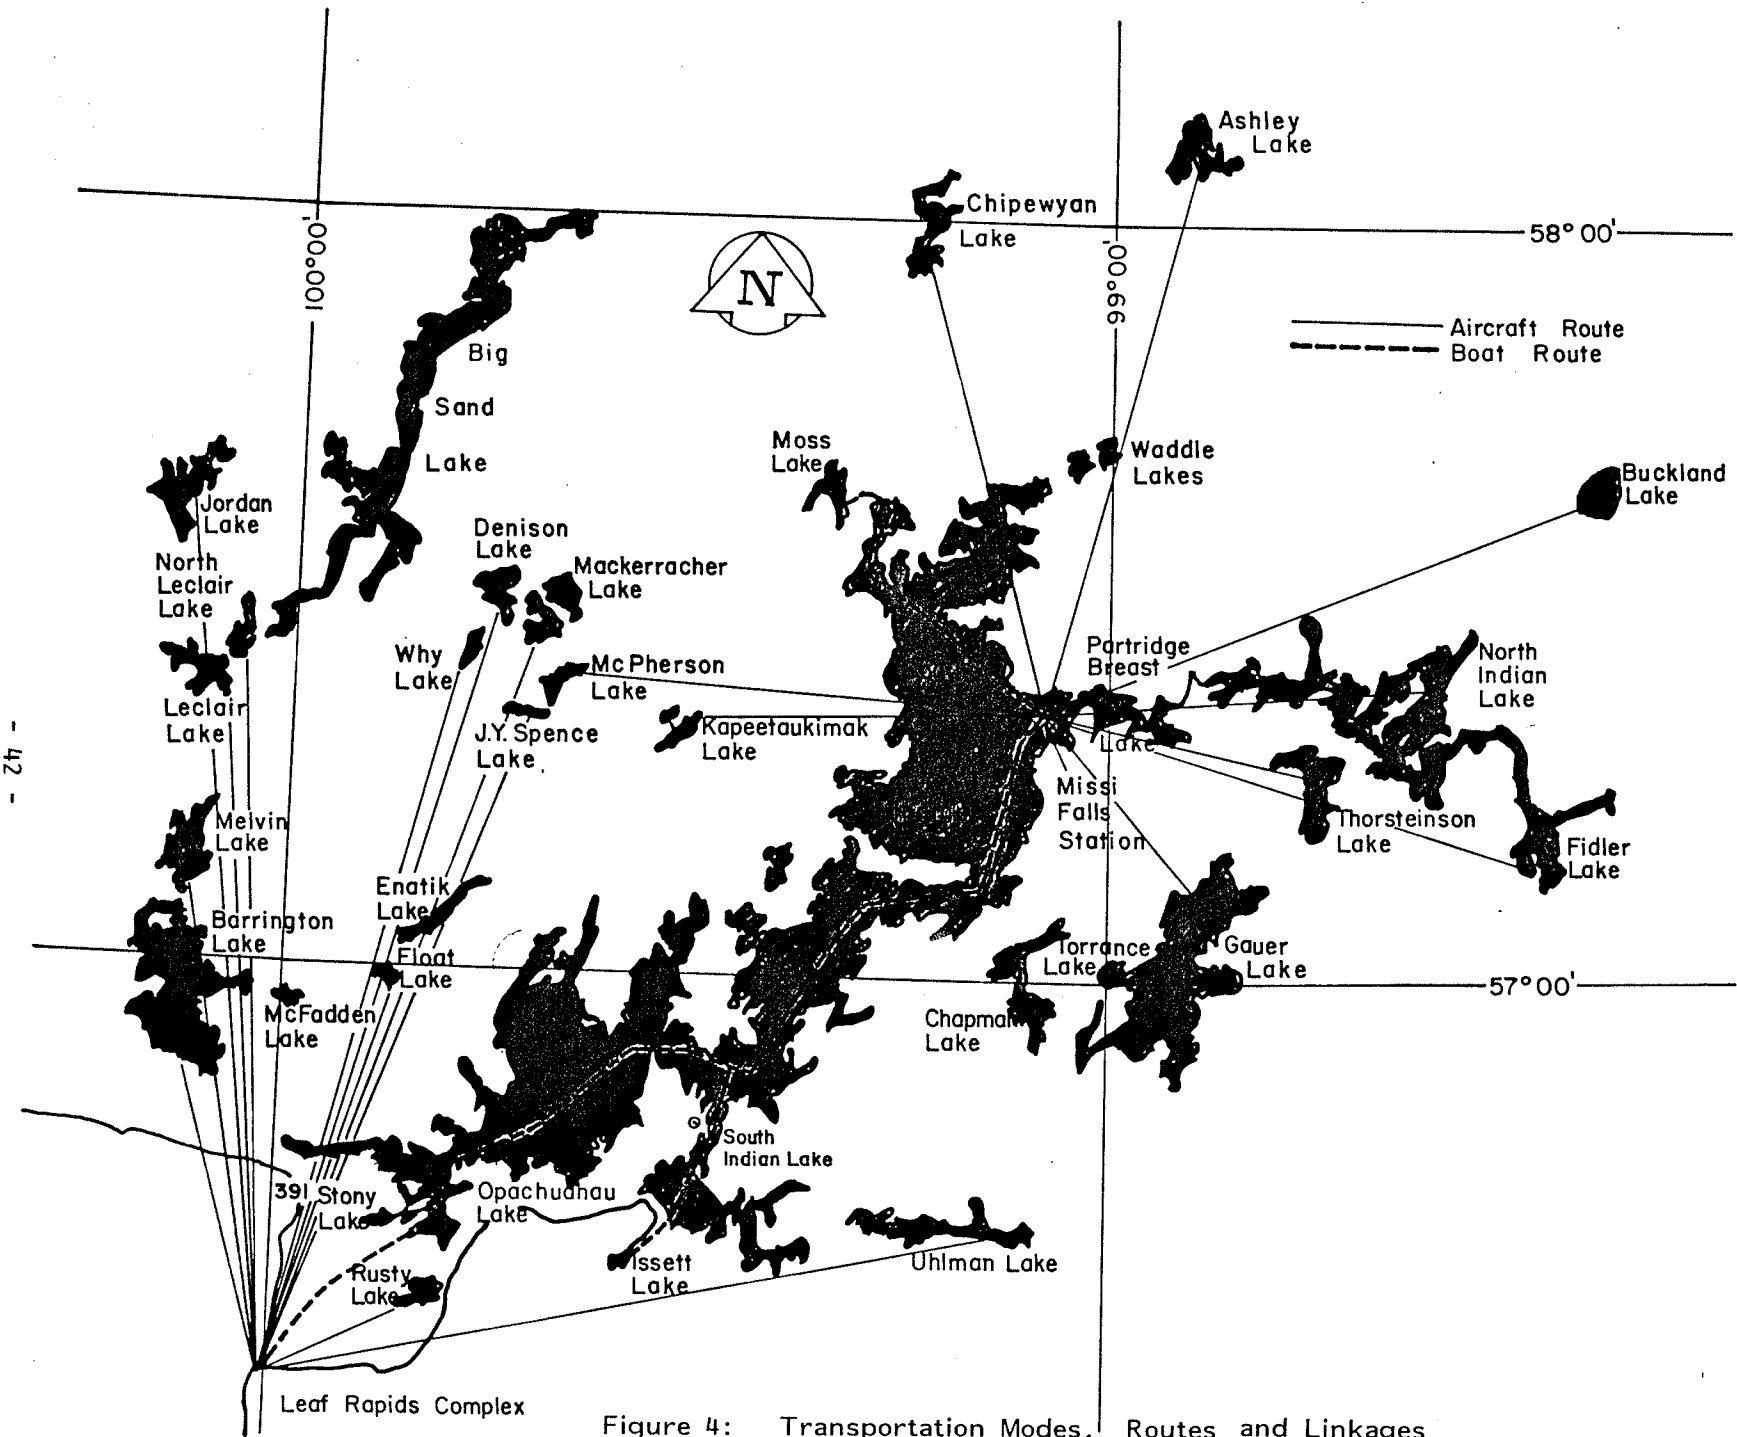 Ashley
Lake
Chipewyan
Lake
58°00'
100°00'
99°00'
N
Aircraft Route
Boat Route
Big
Sand
Lake
Moss
Lake
Waddle
Lakes
Buckland
Lake
Jordan
Lake
Denison
Lake
North
Leclair
Lake
Mackerracher
Lake
Why
Lake
McPherson
Lake
Partridge
Breast
Lake
North
Indian
Lake
Leclair
Lake
J.Y. Spence
Lake
Kapeetaukimak
Lake
- 42 -
Missi
Falls
Station
Melvin
Lake
Thorsteinson
Lake
Fidler
Lake
Enatik
Lake
Barrington
Lake
Float
Lake
Torrance
Lake
Gauer
Lake
57°00'
McFadden
Lake
Chapman
Lake
South
Indian Lake
391
Stony
Lake
Opachuanau
Lake
Rusty
Lake
Issett
Lake
Uhlman Lake
Leaf Rapids Complex
Figure 4: Transportation Modes, Routes and Linkages